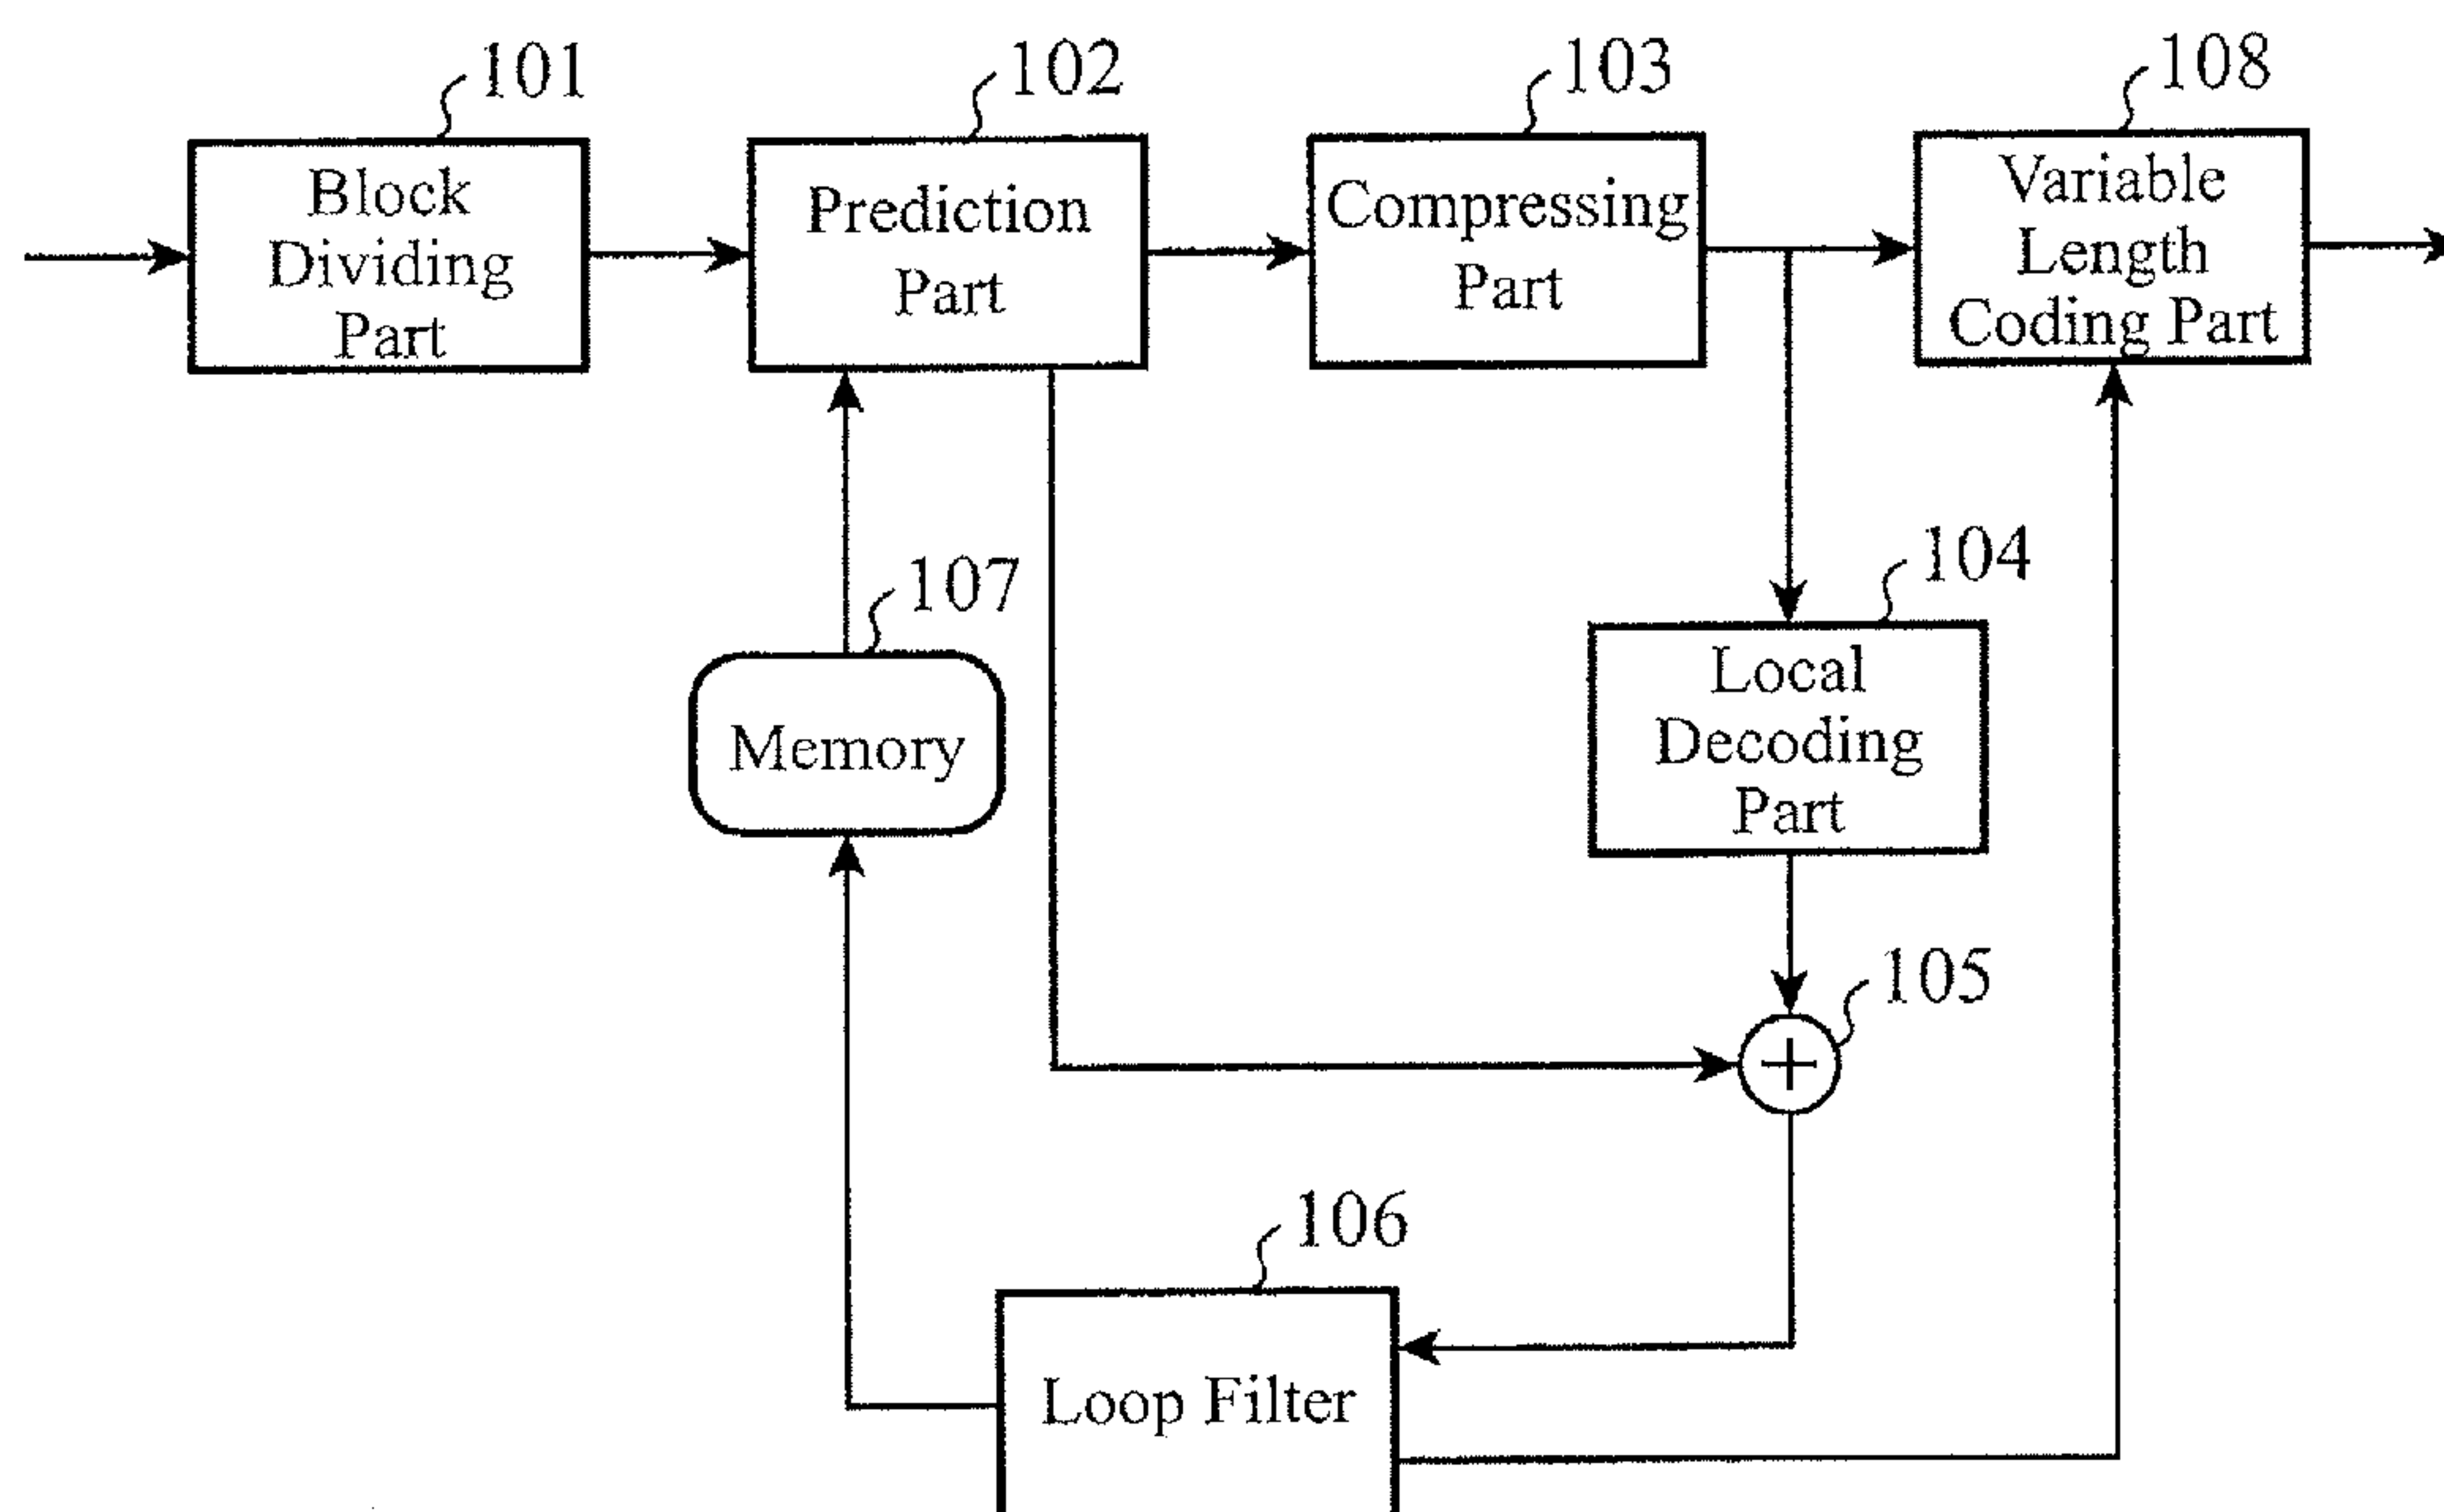 101
102
103
108
Block
Dividing
Part
Prediction
Part
Compressing
Part
Variable
Length
Coding Part
107
104
Memory
Local
Decoding
Part
105
106
Loop Filter